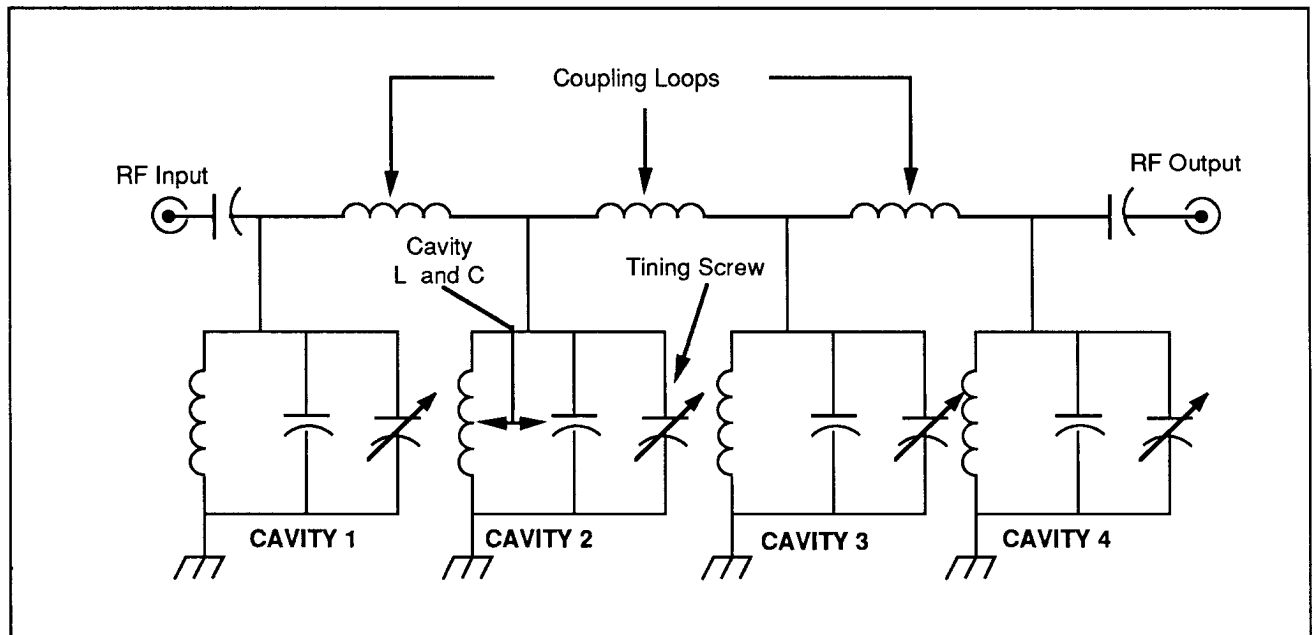 Coupling Loops
RF Input
RF Output
Cavity
L and C
Tining Screw
CAVITY 1
CAVITY 2
CAVITY 3
CAVITY 4